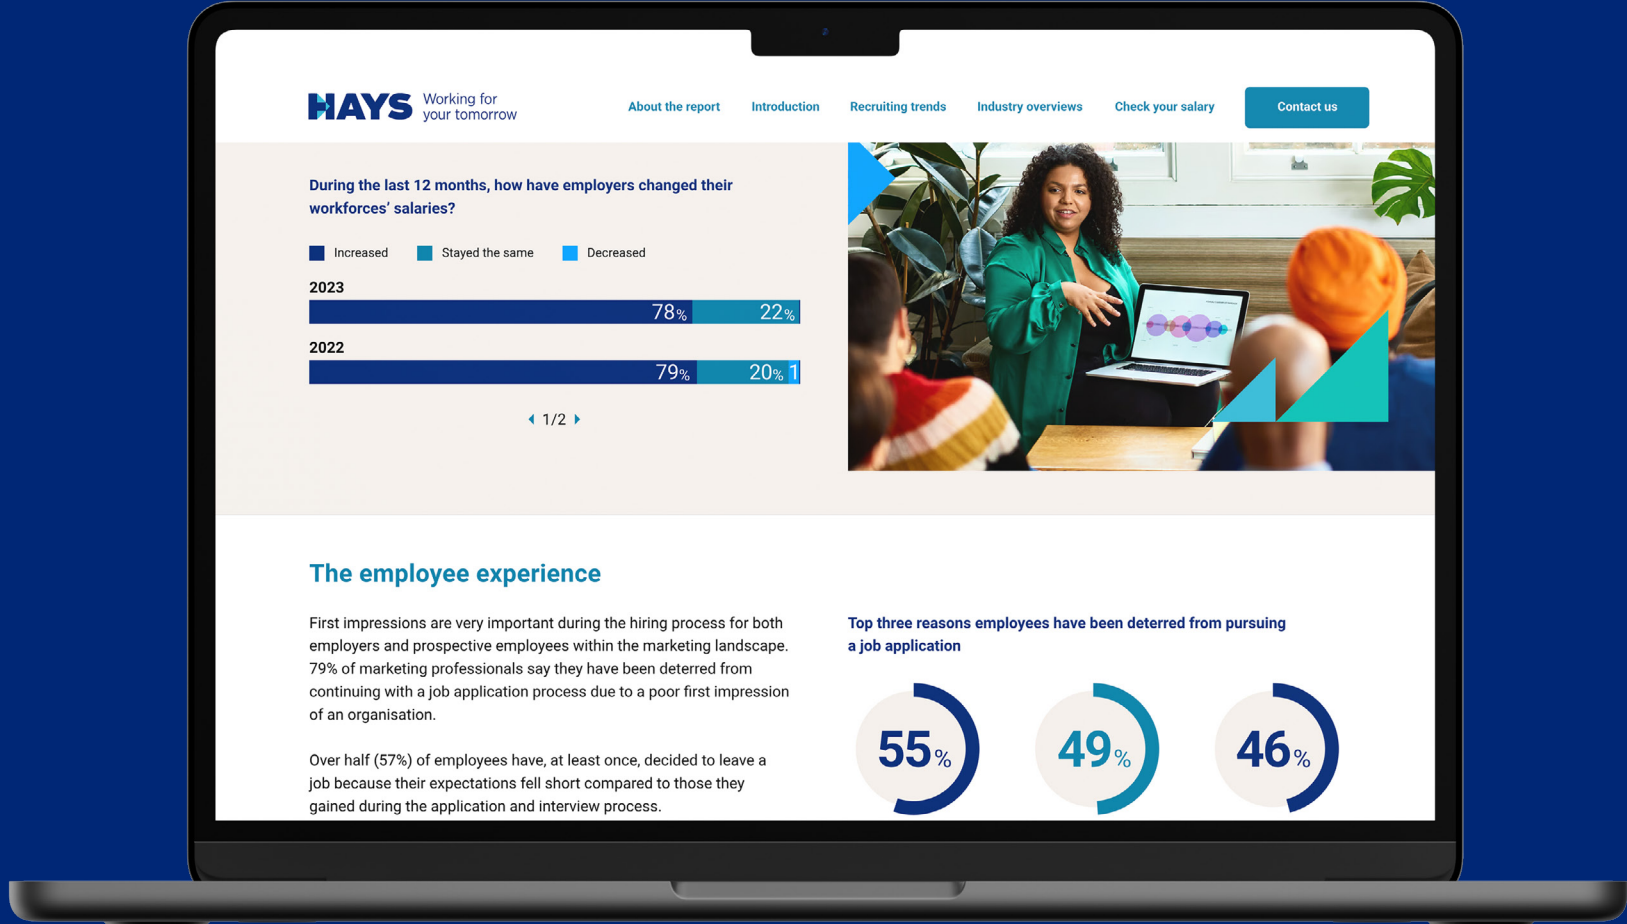 HAYS
Working for
your tomorrow
About the report
Introduction
Recruiting trends
Industry overviews
Check your salary
Contact us
During the last 12 months, how have employers changed their
workforces’ salaries?
Increased
Stayed the same
Decreased
2023
78% 22%
2022
79% 20% 1
1/2
The employee experience
First impressions are very important during the hiring process for both
employers and prospective employees within the marketing landscape.
79% of marketing professionals say they have been deterred from
continuing with a job application process due to a poor first impression
of an organisation.
Over half (57%) of employees have, at least once, decided to leave a
job because their expectations fell short compared to those they
gained during the application and interview process.
Top three reasons employees have been deterred from pursuing
a job application
55%
49%
46%